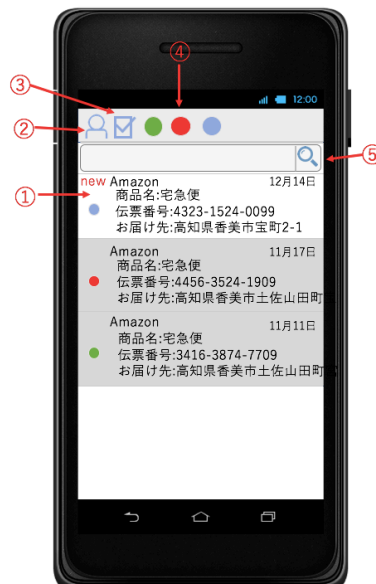 ④
③
②
12:00
⑤
①
new Amazon 12月14日
商品名:宅急便
伝票番号:4323-1524-0099
お届け先:高知県香美市宝町2-1
Amazon 11月17日
商品名:宅急便
伝票番号:4456-3524-1909
お届け先:高知県香美市土佐山田町
Amazon 11月11日
商品名:宅急便
伝票番号:3416-3874-7709
お届け先:高知県香美市土佐山田町